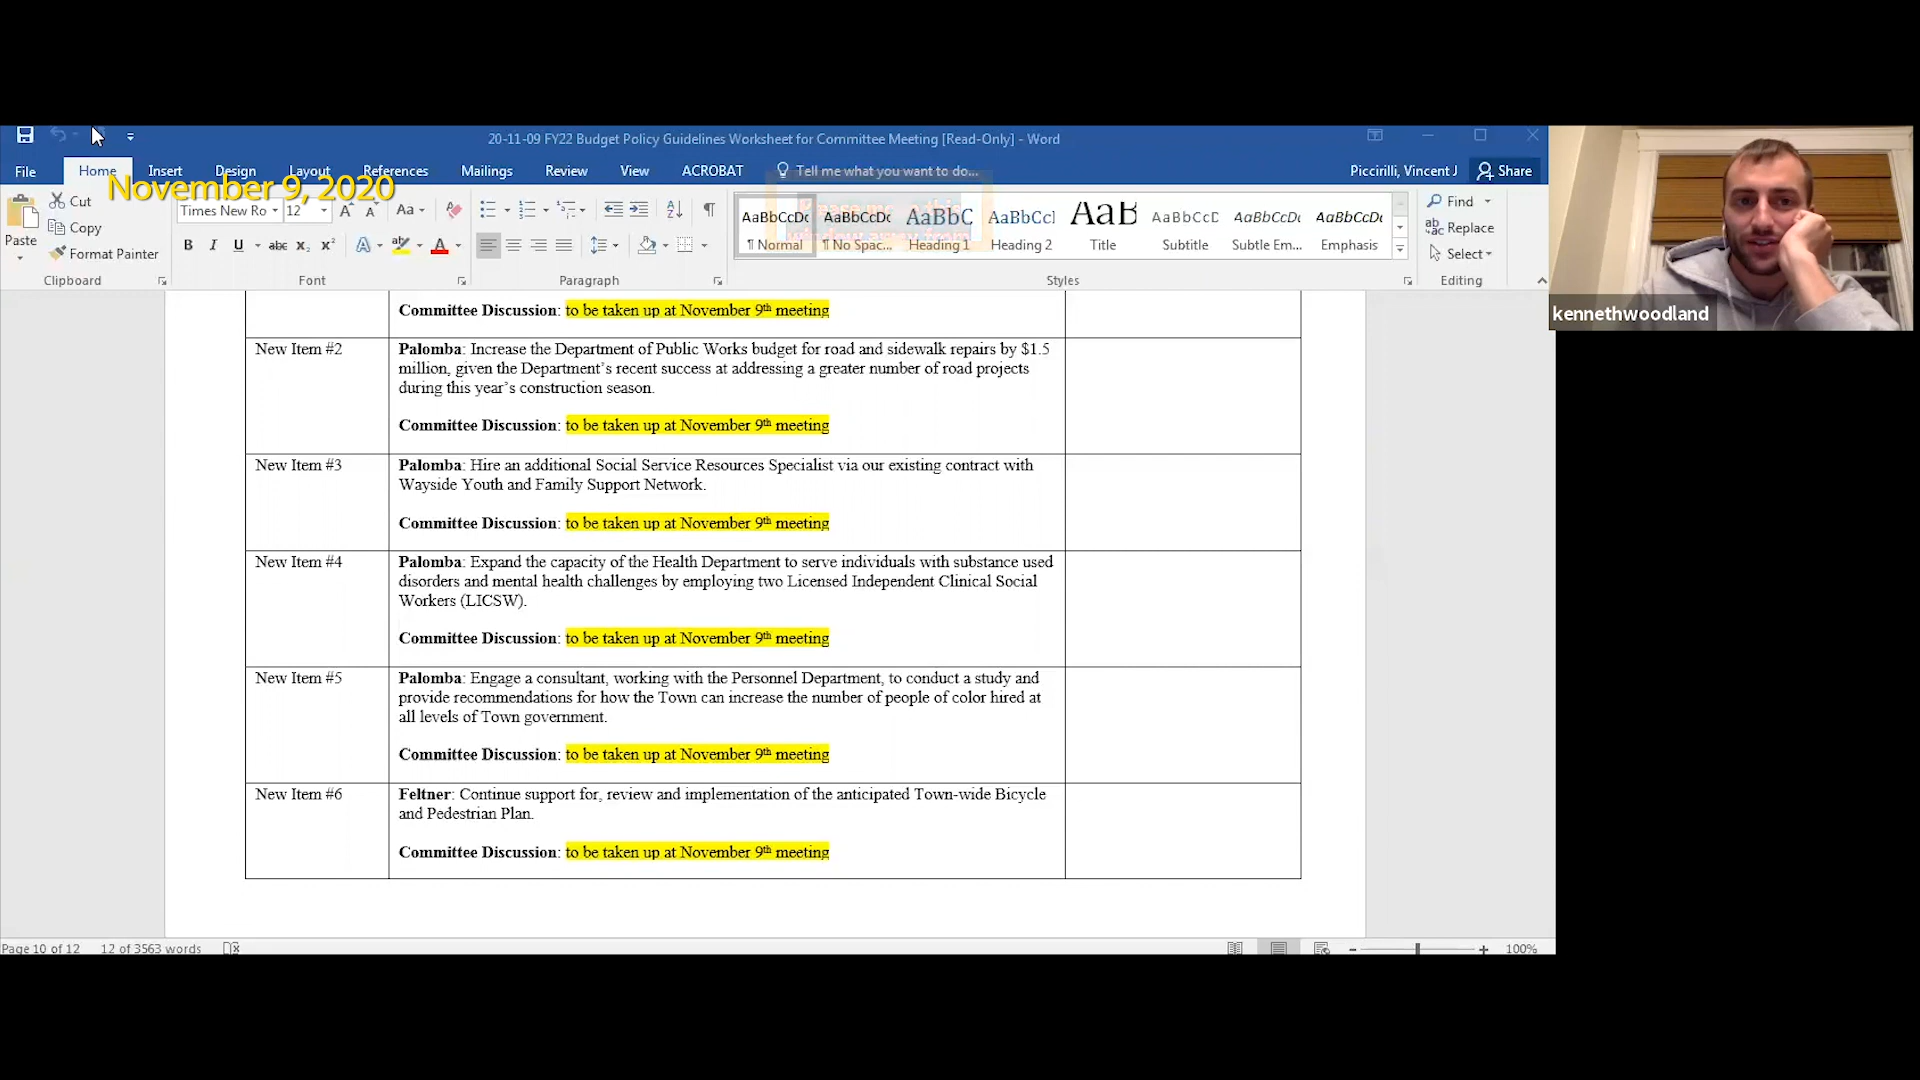 20-11-09 FY22 Budget Policy Guidelines Worksheet for Committee Meeting [Read-Only] - Word
File Home Insert Design Layout References Mailings Review View ACROBAT Tell me what you want to do... Piccirilli, Vincent J Share
November 9, 2020
Paste
Cut
Copy
Format Painter
Clipboard
Times New Ro 12
Font
Paragraph
AaBbCcDc AaBbCcDc AaBbC AaBbCcI AaB AaBbCcD AaBbCcDc AaBbCcDc
¶ Normal ¶ No Spac... Heading 1 Heading 2 Title Subtitle Subtle Em... Emphasis
Styles
Find
Replace
Select
Editing
kennethwoodland
Committee Discussion: to be taken up at November 9th meeting
New Item #2
Palomba: Increase the Department of Public Works budget for road and sidewalk repairs by $1.5
million, given the Department’s recent success at addressing a greater number of road projects
during this year’s construction season.
Committee Discussion: to be taken up at November 9th meeting
New Item #3
Palomba: Hire an additional Social Service Resources Specialist via our existing contract with
Wayside Youth and Family Support Network.
Committee Discussion: to be taken up at November 9th meeting
New Item #4
Palomba: Expand the capacity of the Health Department to serve individuals with substance used
disorders and mental health challenges by employing two Licensed Independent Clinical Social
Workers (LICSW).
Committee Discussion: to be taken up at November 9th meeting
New Item #5
Palomba: Engage a consultant, working with the Personnel Department, to conduct a study and
provide recommendations for how the Town can increase the number of people of color hired at
all levels of Town government.
Committee Discussion: to be taken up at November 9th meeting
New Item #6
Feltner: Continue support for, review and implementation of the anticipated Town-wide Bicycle
and Pedestrian Plan.
Committee Discussion: to be taken up at November 9th meeting
Page 10 of 12 12 of 3563 words 100%